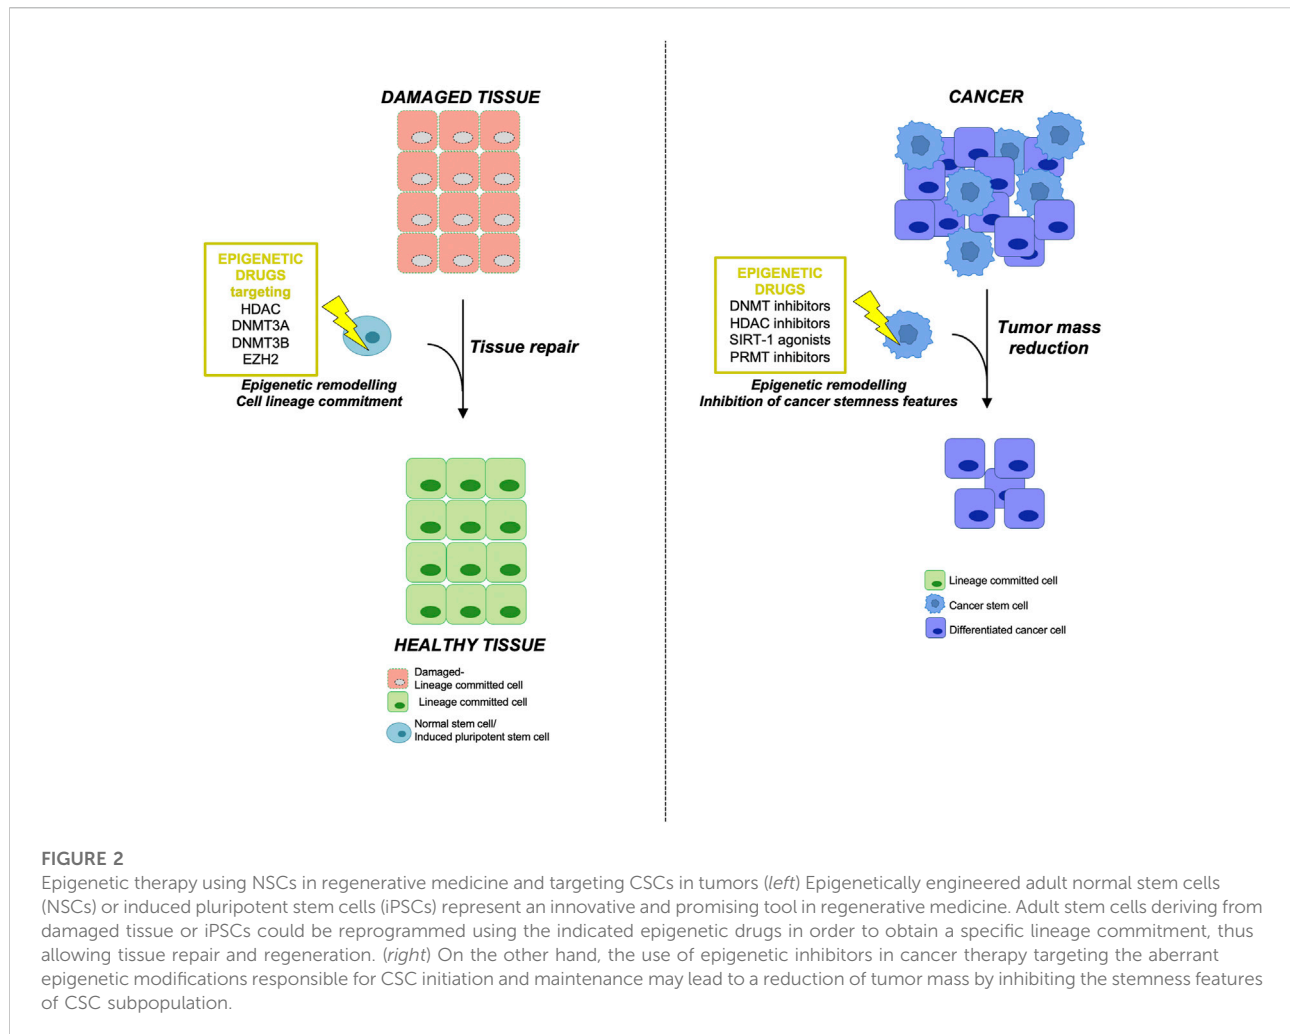 DAMAGED TISSUE
EPIGENETIC
DRUGS
targeting
HDAC
DNMT3A
DNMT3B
EZH2
Tissue repair
Epigenetic remodelling
Cell lineage commitment
HEALTHY TISSUE
Damaged-
Lineage committed cell
Lineage committed cell
Normal stem cell/
Induced pluripotent stem cell
CANCER
EPIGENETIC
DRUGS
DNMT inhibitors
HDAC inhibitors
SIRT-1 agonists
PRMT inhibitors
Tumor mass
reduction
Epigenetic remodelling
Inhibition of cancer stemness features
Lineage committed cell
Cancer stem cell
Differentiated cancer cell
FIGURE 2
Epigenetic therapy using NSCs in regenerative medicine and targeting CSCs in tumors (left) Epigenetically engineered adult normal stem cells
(NSCs) or induced pluripotent stem cells (iPSCs) represent an innovative and promising tool in regenerative medicine. Adult stem cells deriving from
damaged tissue or iPSCs could be reprogrammed using the indicated epigenetic drugs in order to obtain a specific lineage commitment, thus
allowing tissue repair and regeneration. (right) On the other hand, the use of epigenetic inhibitors in cancer therapy targeting the aberrant
epigenetic modifications responsible for CSC initiation and maintenance may lead to a reduction of tumor mass by inhibiting the stemness features
of CSC subpopulation.